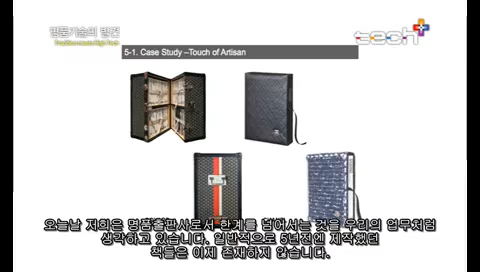 명품기술의 발견
tech+
5-1. Case Study –Touch of Artisan
오늘날 저희은 명품출판사로서 한계를 넘어서는 것을 우리의 업무처럼
생각하고 있습니다. 일반적으로 5년전엔 제작했던
책들은 이제 존재하지 않습니다.